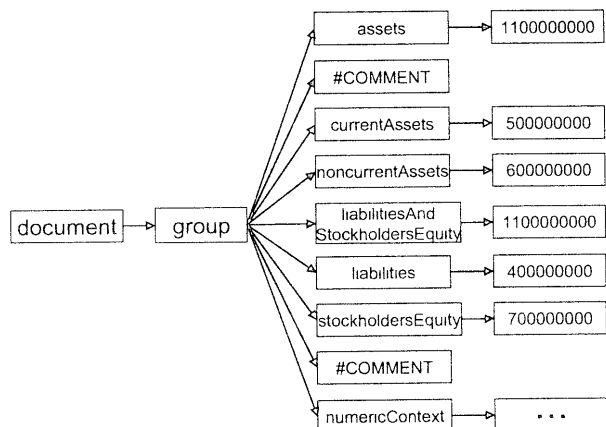 assets 1100000000
#COMMENT
currentAssets 500000000
noncurrentAssets 600000000
document group
liabilitiesAnd
StockholdersEquity 1100000000
liabilities 400000000
stockholdersEquity 700000000
#COMMENT
numericContext ...